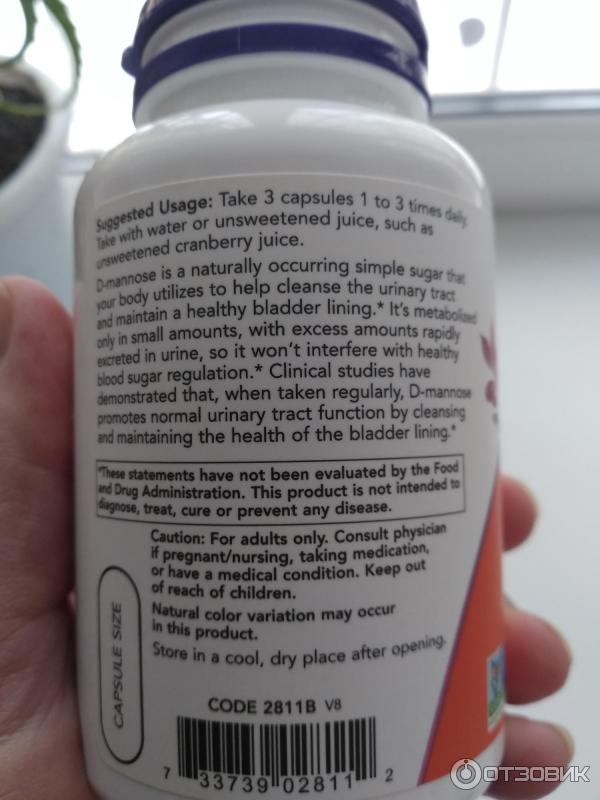 Suggested Usage: Take 3 capsules 1 to 3 times daily.
Take with water or unsweetened juice, such as
unsweetened cranberry juice.
D-mannose is a naturally occurring simple sugar that
your body utilizes to help cleanse the urinary tract
and maintain a healthy bladder lining.* It's metabolized
only in small amounts, with excess amounts rapidly
excreted in urine, so it won't interfere with healthy
blood sugar regulation.* Clinical studies have
demonstrated that, when taken regularly, D-mannose
promotes normal urinary tract function by cleansing
and maintaining the health of the bladder lining.*
*These statements have not been evaluated by the Food
and Drug Administration. This product is not intended to
diagnose, treat, cure or prevent any disease.
Caution: For adults only. Consult physician
if pregnant/nursing, taking medication,
or have a medical condition. Keep out
of reach of children.
Natural color variation may occur
in this product.
Store in a cool, dry place after opening.
CAPSULE SIZE
CODE 2811B V8
7 33739 02811 2
ОТЗОВИК